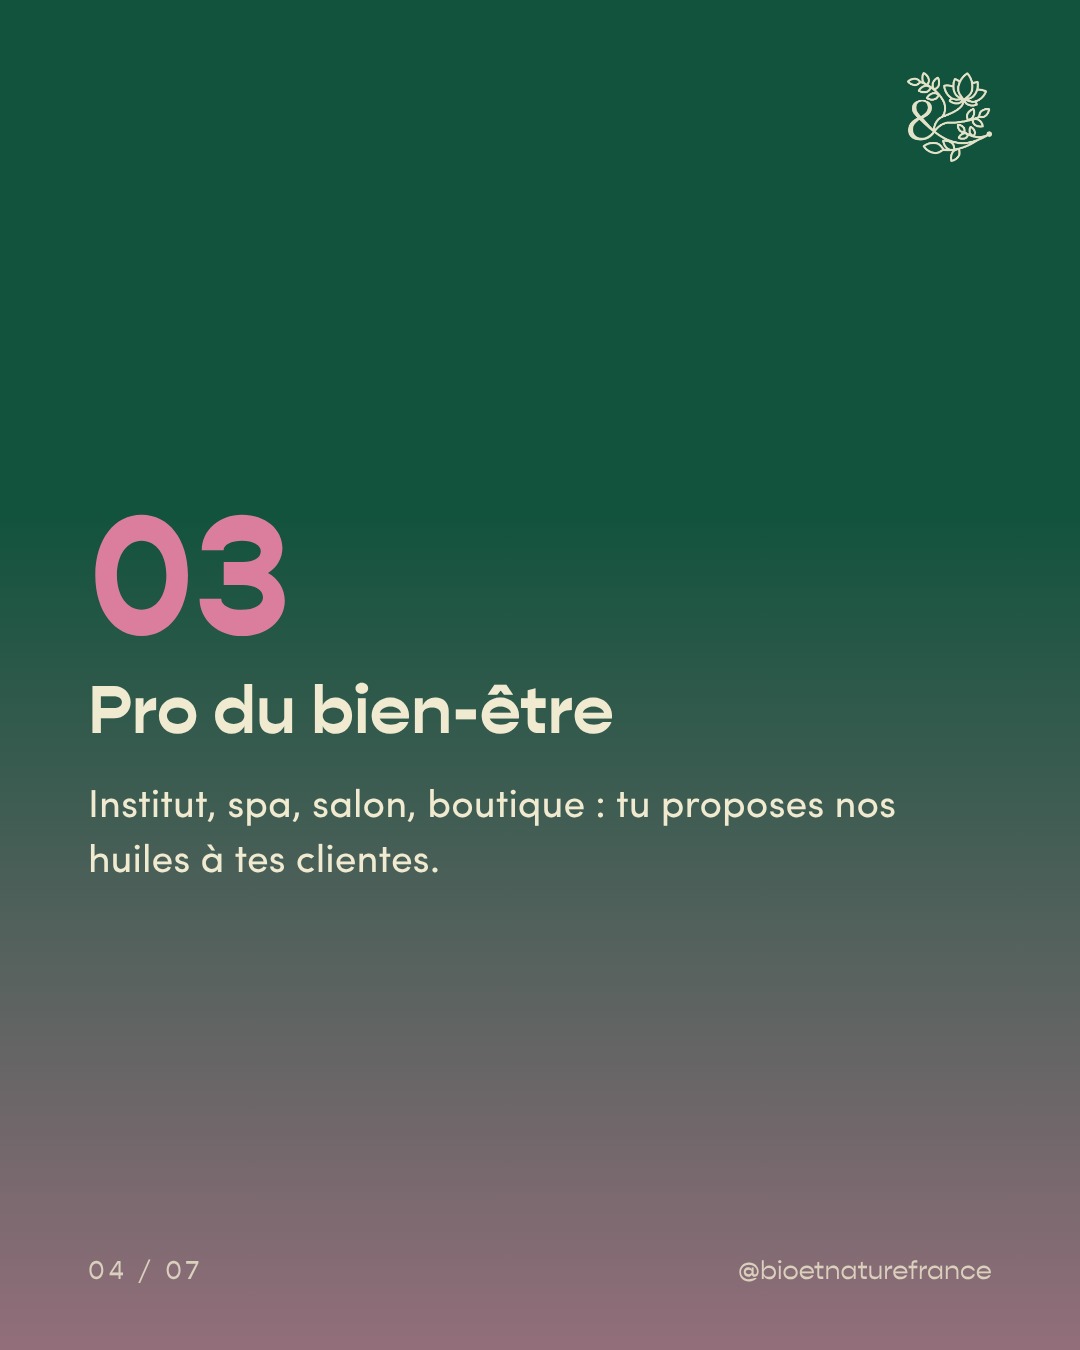 &
03
Pro du bien-être
Institut, spa, salon, boutique : tu proposes nos
huiles à tes clientes.
04 / 07
@bioetnaturefrance